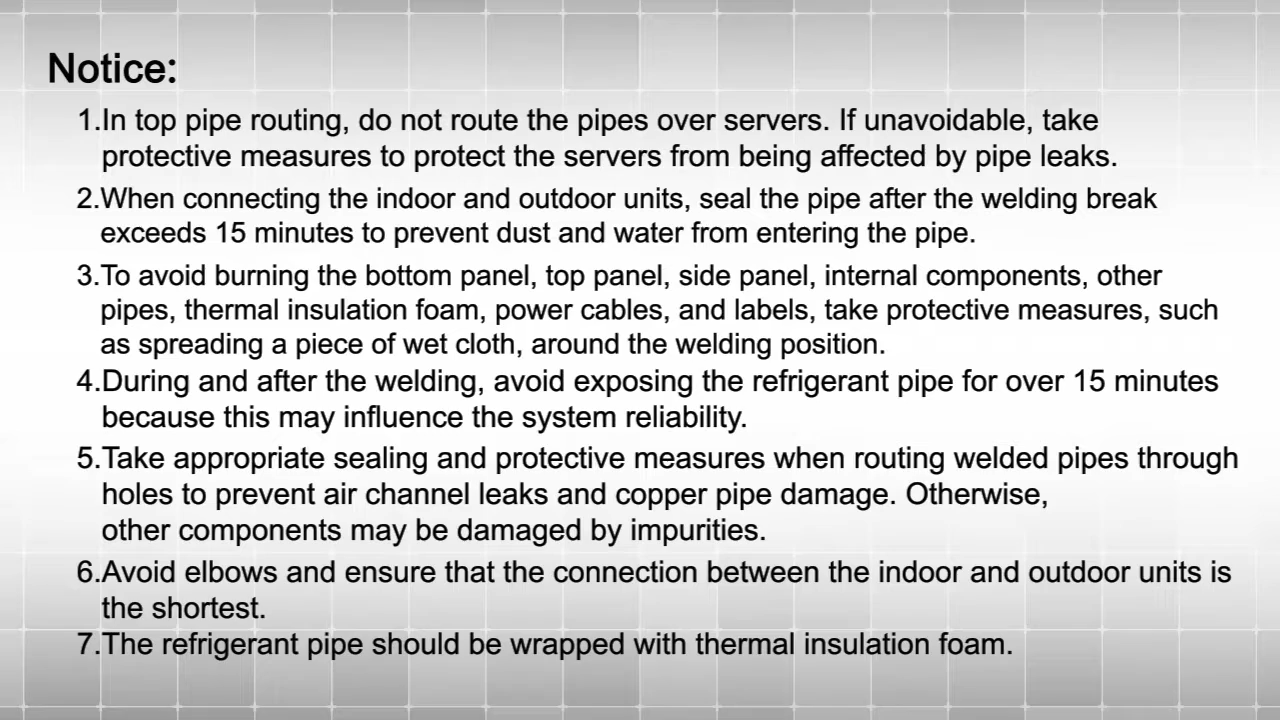 Notice:
1.In top pipe routing, do not route the pipes over servers. If unavoidable, take
protective measures to protect the servers from being affected by pipe leaks.
2.When connecting the indoor and outdoor units, seal the pipe after the welding break
exceeds 15 minutes to prevent dust and water from entering the pipe.
3.To avoid burning the bottom panel, top panel, side panel, internal components, other
pipes, thermal insulation foam, power cables, and labels, take protective measures, such
as spreading a piece of wet cloth, around the welding position.
4.During and after the welding, avoid exposing the refrigerant pipe for over 15 minutes
because this may influence the system reliability.
5.Take appropriate sealing and protective measures when routing welded pipes through
holes to prevent air channel leaks and copper pipe damage. Otherwise,
other components may be damaged by impurities.
6.Avoid elbows and ensure that the connection between the indoor and outdoor units is
the shortest.
7.The refrigerant pipe should be wrapped with thermal insulation foam.